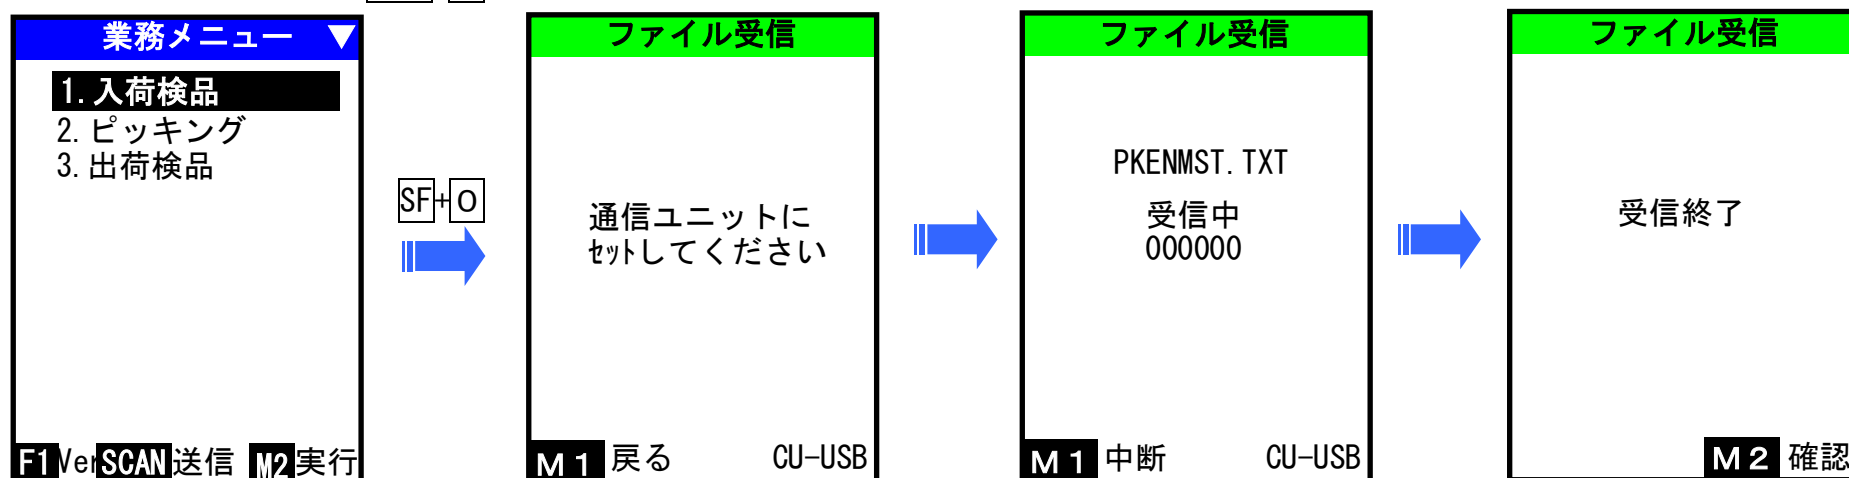 業務メニュー ▼
1.入荷検品
2.ピッキング
3.出荷検品
F1 Ver SCAN 送信 M2 実行
SF+O
ファイル受信
通信ユニットに
ｾｯﾄしてください
M1 戻る CU-USB
ファイル受信
PKENMST.TXT
受信中
000000
M1 中断 CU-USB
ファイル受信
受信終了
M2 確認